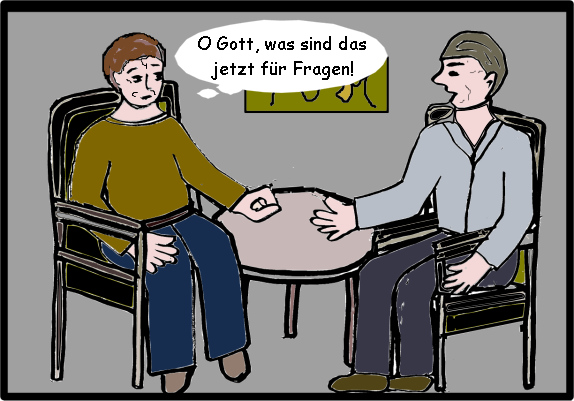 O Gott, was sind das
jetzt für Fragen!